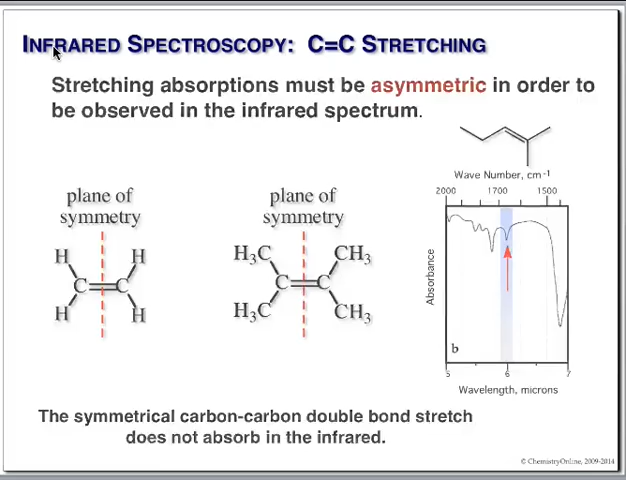 INFRARED SPECTROSCOPY: C=C STRETCHING
Stretching absorptions must be asymmetric in order to
be observed in the infrared spectrum.
Wave Number, cm-1
2000 1700 1500
plane of
symmetry
plane of
symmetry
H H
C=C
H H
H₃C CH₃
C=C
H₃C CH₃
Absorbance
b
5 6 7
Wavelength, microns
The symmetrical carbon-carbon double bond stretch
does not absorb in the infrared.
© ChemistryOnline, 2009-2014